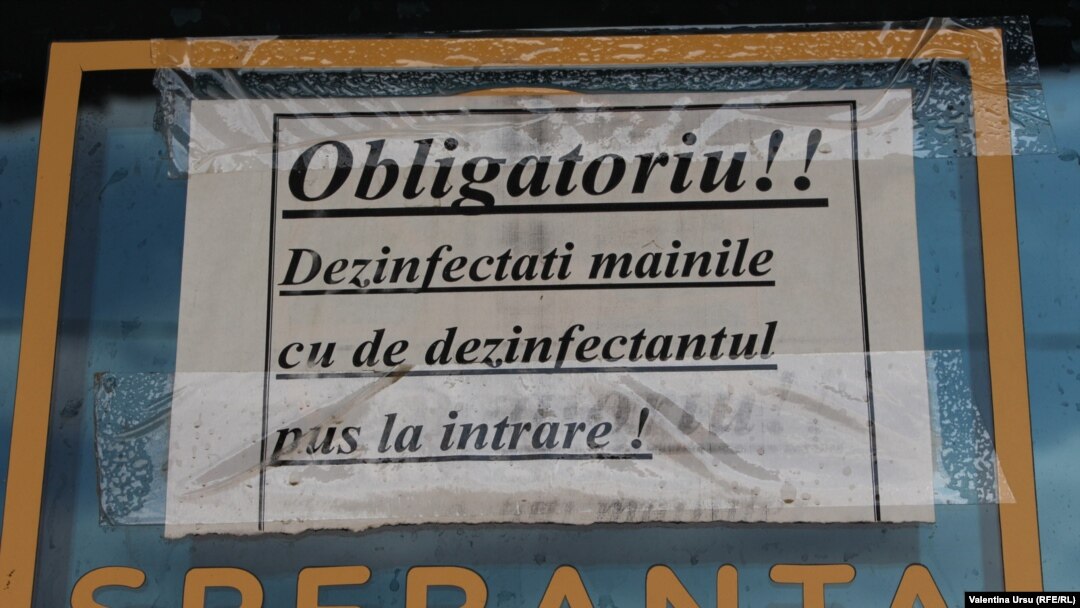 Obligatoriu!!
Dezinfectati mainile
cu de dezinfectantul
pus la intrare !
SPERANTA
Valentina Ursu (RFE/RL)